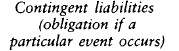 Contingent liabilities
(obligation if a
particular event occurs)